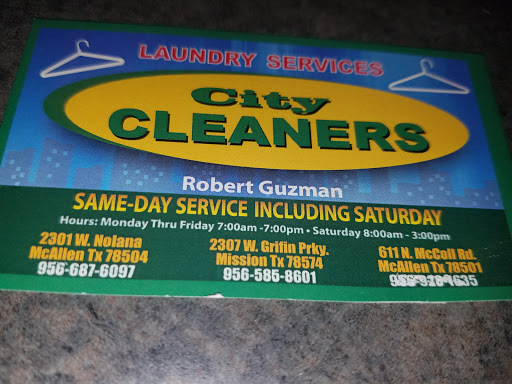 LAUNDRY SERVICES
City
CLEANERS
Robert Guzman
SAME-DAY SERVICE INCLUDING SATURDAY
Hours: Monday Thru Friday 7:00am -7:00pm • Saturday 8:00am - 3:00pm
2301 W. Nolana
McAllen Tx 78504
956-687-6097
2307 W. Grifin Prky.
Mission Tx 78574
956-585-8601
611 N. McColl Rd.
McAllen Tx 78501